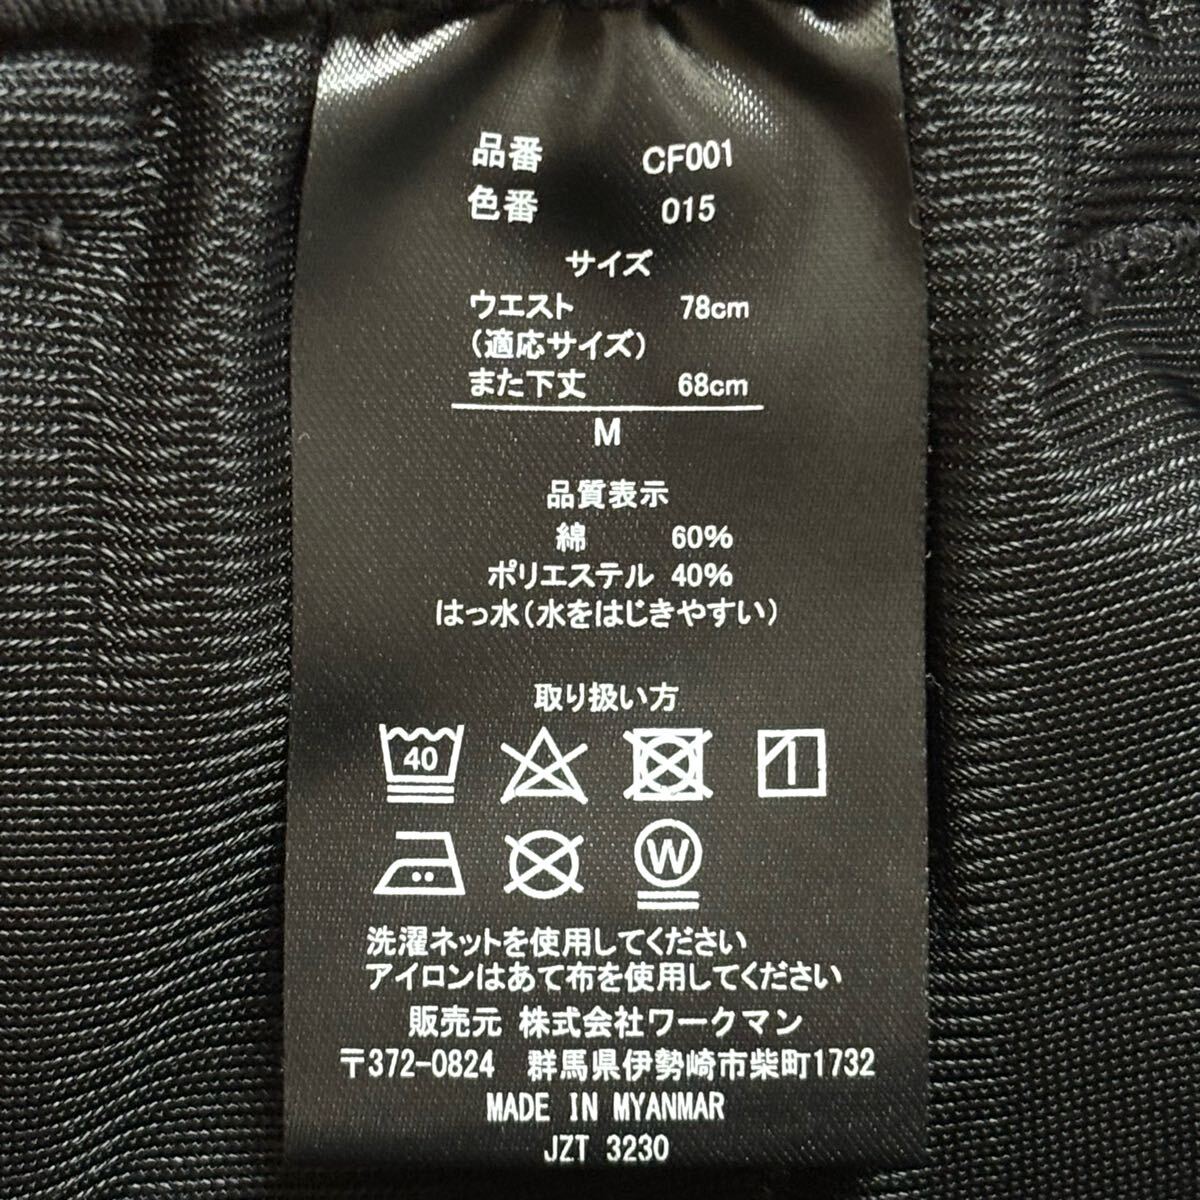 品番 CF001
色番 015
サイズ
ウエスト 78cm
(適応サイズ)
また下丈 68cm
M
品質表示
綿 60%
ポリエステル 40%
はっ水(水をはじきやすい)
取り扱い方
40
W
洗濯ネットを使用してください
アイロンはあて布を使用してください
販売元 株式会社ワークマン
〒372-0824 群馬県伊勢崎市柴町1732
MADE IN MYANMAR
JZT 3230